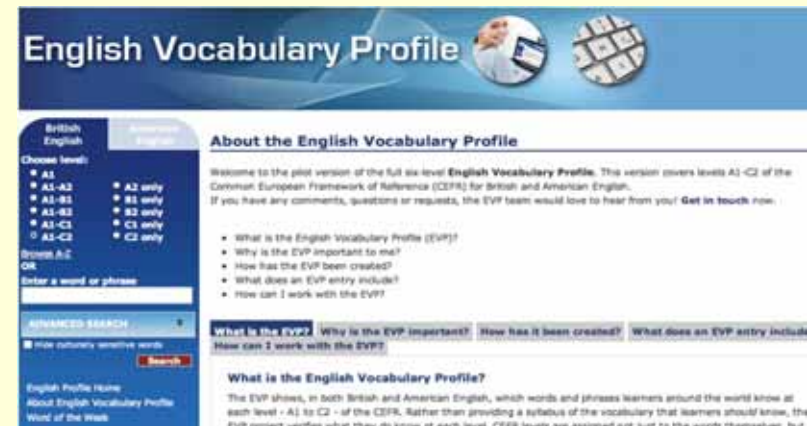 English Vocabulary Profile
British English
American English
Choose level:
A1
A1-A2
A2 only
A1-B1
B1 only
A1-B2
B2 only
A1-C1
C1 only
A1-C2
C2 only
Browse A-Z
OR
Enter a word or phrase
ADVANCED SEARCH
Hide culturally sensitive words
Search
English Profile Home
About English Vocabulary Profile
Word of the Week
About the English Vocabulary Profile
Welcome to the pilot version of the full six-level English Vocabulary Profile. This version covers levels A1-C2 of the
Common European Framework of Reference (CEFR) for British and American English.
If you have any comments, questions or requests, the EVP team would love to hear from you! Get in touch now.
What is the English Vocabulary Profile (EVP)?
Why is the EVP important to me?
How has the EVP been created?
What does an EVP entry include?
How can I work with the EVP?
What is the EVP? Why is the EVP important? How has it been created? What does an EVP entry include
How can I work with the EVP?
What is the English Vocabulary Profile?
The EVP shows, in both British and American English, which words and phrases learners around the world know at
each level - A1 to C2 - of the CEFR. Rather than providing a syllabus of the vocabulary that learners should know, the
EVP project verifies what they do know at each level. CEFR levels are assigned not just to the words themselves, but